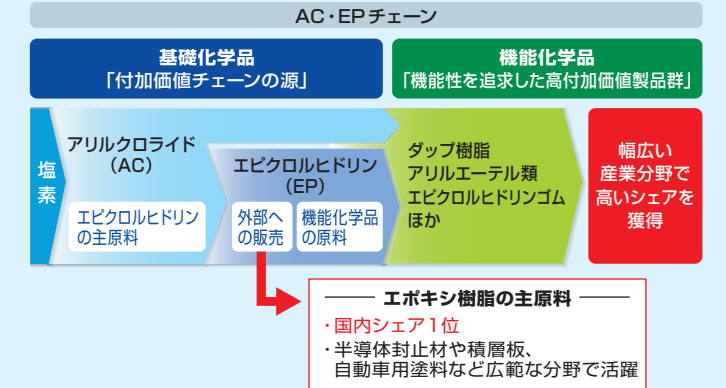 AC・EPチェーン
基礎化学品
「付加価値チェーンの源」
機能化学品
「機能性を追求した高付加価値製品群」
塩素
アリルクロライド
（AC）
エピクロルヒドリン
の主原料
エピクロルヒドリン
（EP）
外部へ
の販売
機能化学品
の原料
ダップ樹脂
アリルエーテル類
エピクロルヒドリンゴム
ほか
幅広い
産業分野で
高いシェアを
獲得
エポキシ樹脂の主原料
・国内シェア1位
・半導体封止材や積層板、
自動車用塗料など広範な分野で活躍